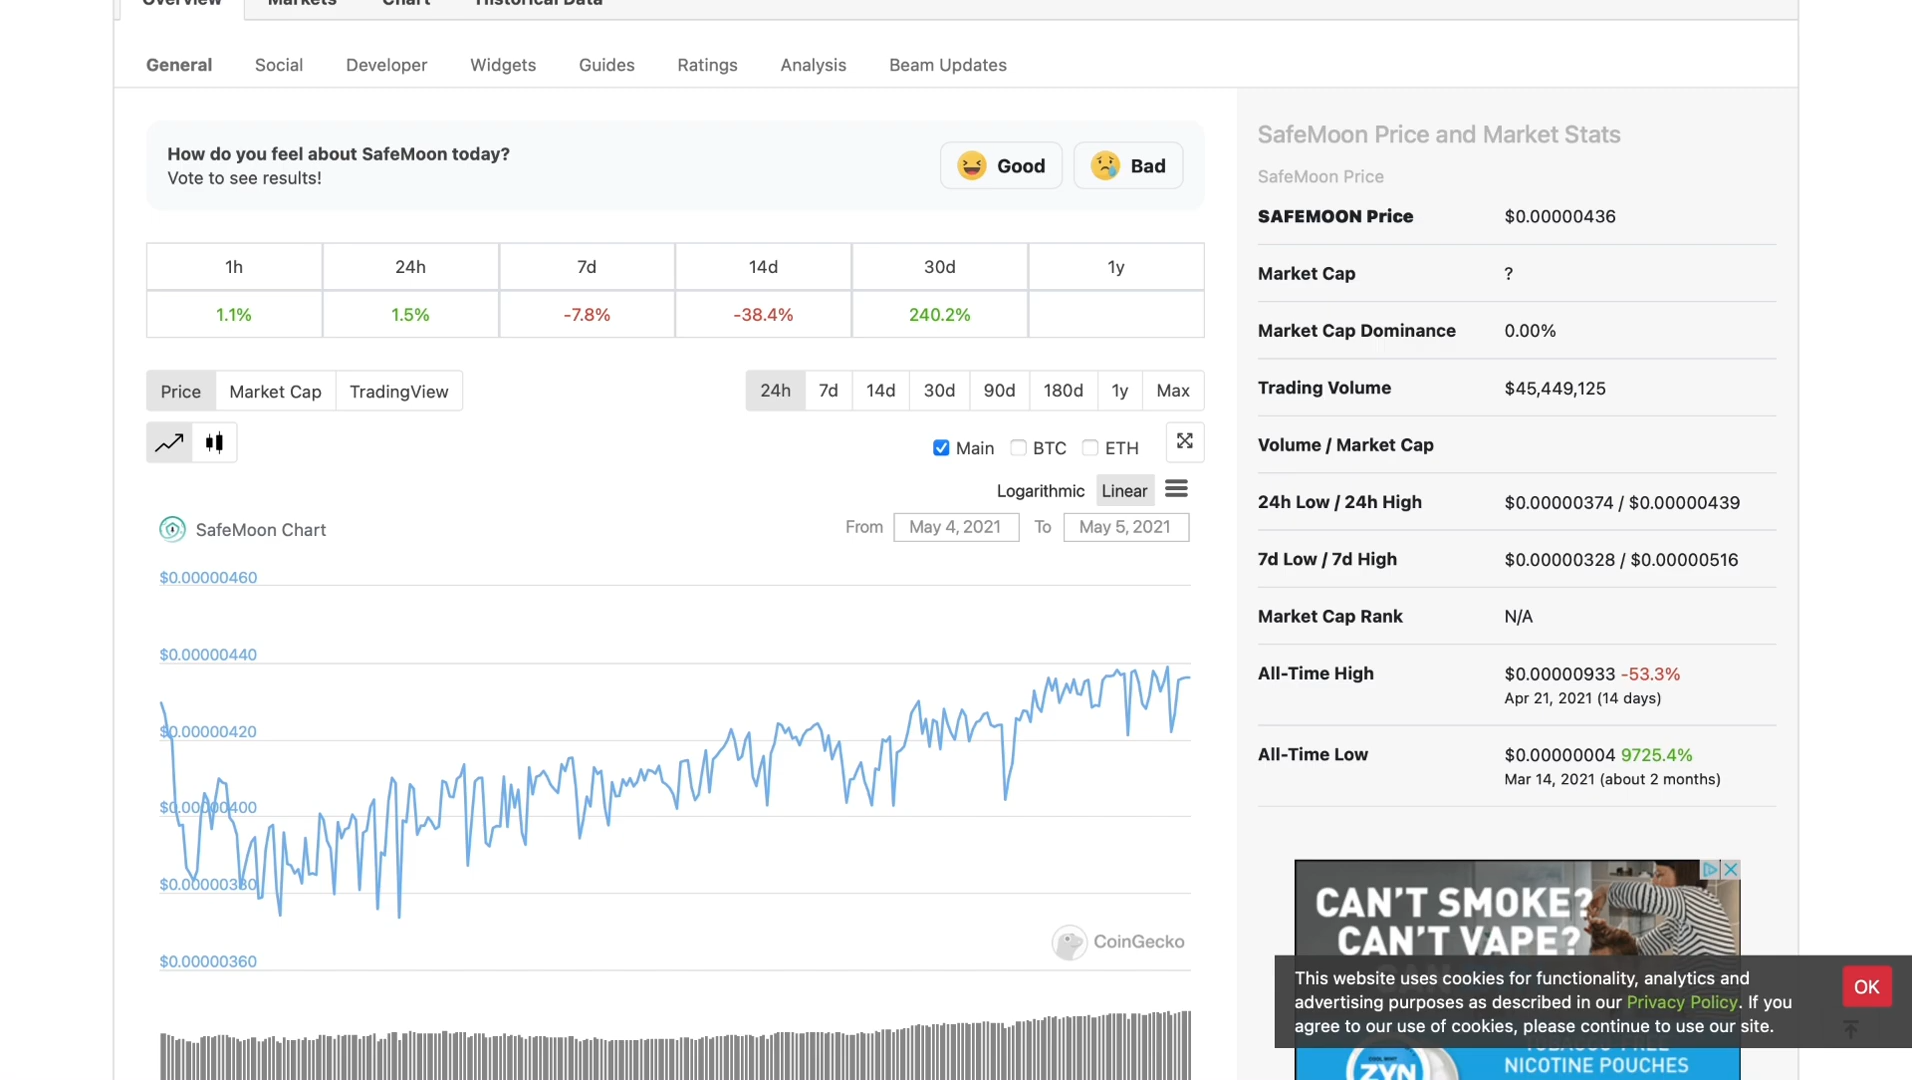 Overview Markets Chart Historical Data
General Social Developer Widgets Guides Ratings Analysis Beam Updates
How do you feel about SafeMoon today?
Vote to see results!
Good Bad
1h 24h 7d 14d 30d 1y
1.1% 1.5% -7.8% -38.4% 240.2%
Price Market Cap TradingView
24h 7d 14d 30d 90d 180d 1y Max
Main BTC ETH
Logarithmic Linear
SafeMoon Chart
From May 4, 2021 To May 5, 2021
$0.00000460
$0.00000440
$0.00000420
$0.00000400
$0.00000380
$0.00000360
CoinGecko
SafeMoon Price and Market Stats
SafeMoon Price
SAFEMOON Price $0.00000436
Market Cap ?
Market Cap Dominance 0.00%
Trading Volume $45,449,125
Volume / Market Cap
24h Low / 24h High $0.00000374 / $0.00000439
7d Low / 7d High $0.00000328 / $0.00000516
Market Cap Rank N/A
All-Time High $0.00000933 -53.3%
Apr 21, 2021 (14 days)
All-Time Low $0.00000004 9725.4%
Mar 14, 2021 (about 2 months)
CAN'T SMOKE?
CAN'T VAPE?
This website uses cookies for functionality, analytics and
advertising purposes as described in our Privacy Policy. If you
agree to our use of cookies, please continue to use our site.
OK
NICOTINE POUCHES
ZYN